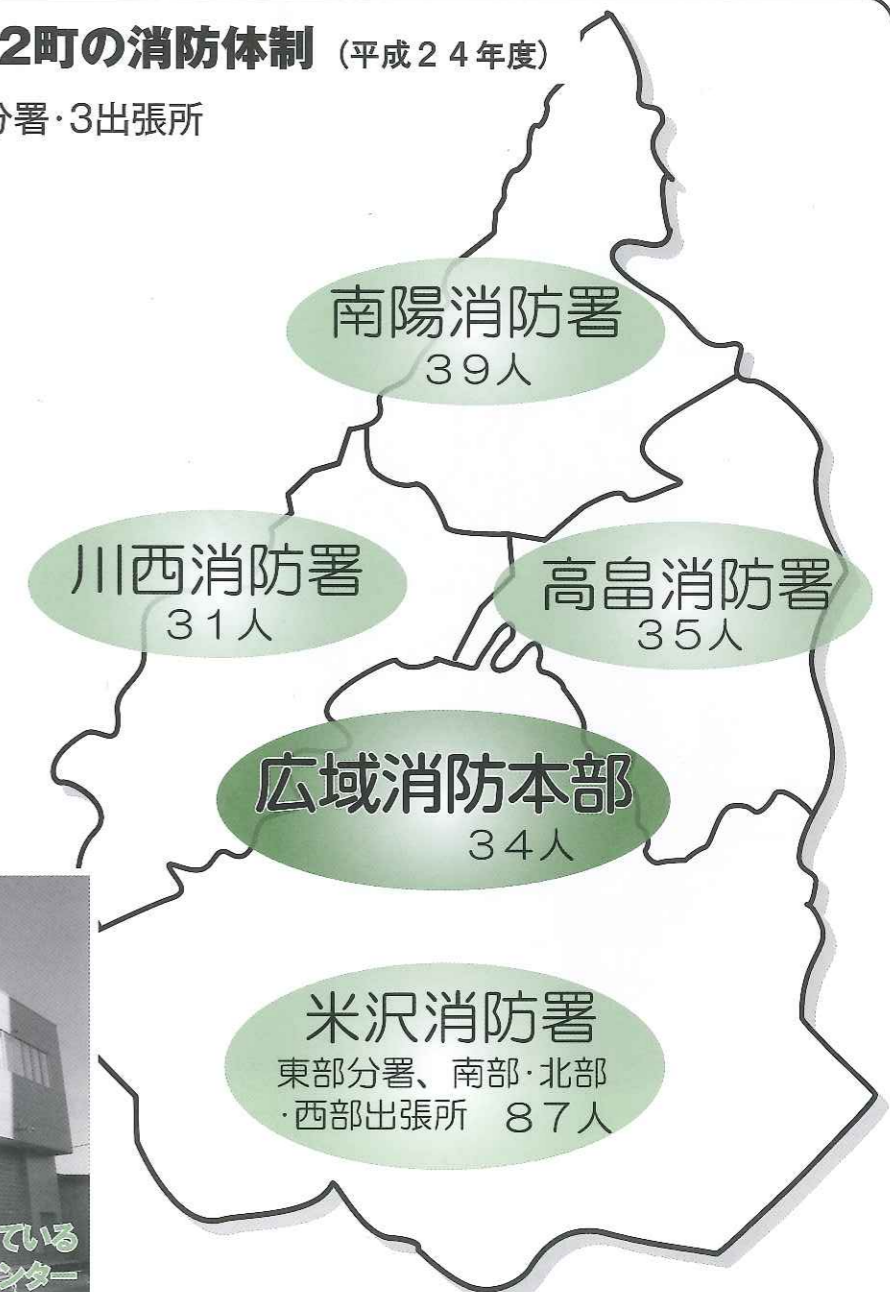 2町の消防体制 (平成２４年度)
分署・3出張所
南陽消防署
３９人
川西消防署
３１人
高畠消防署
３５人
広域消防本部
３４人
米沢消防署
東部分署、南部・北部
・西部出張所　８７人
ている
ンター